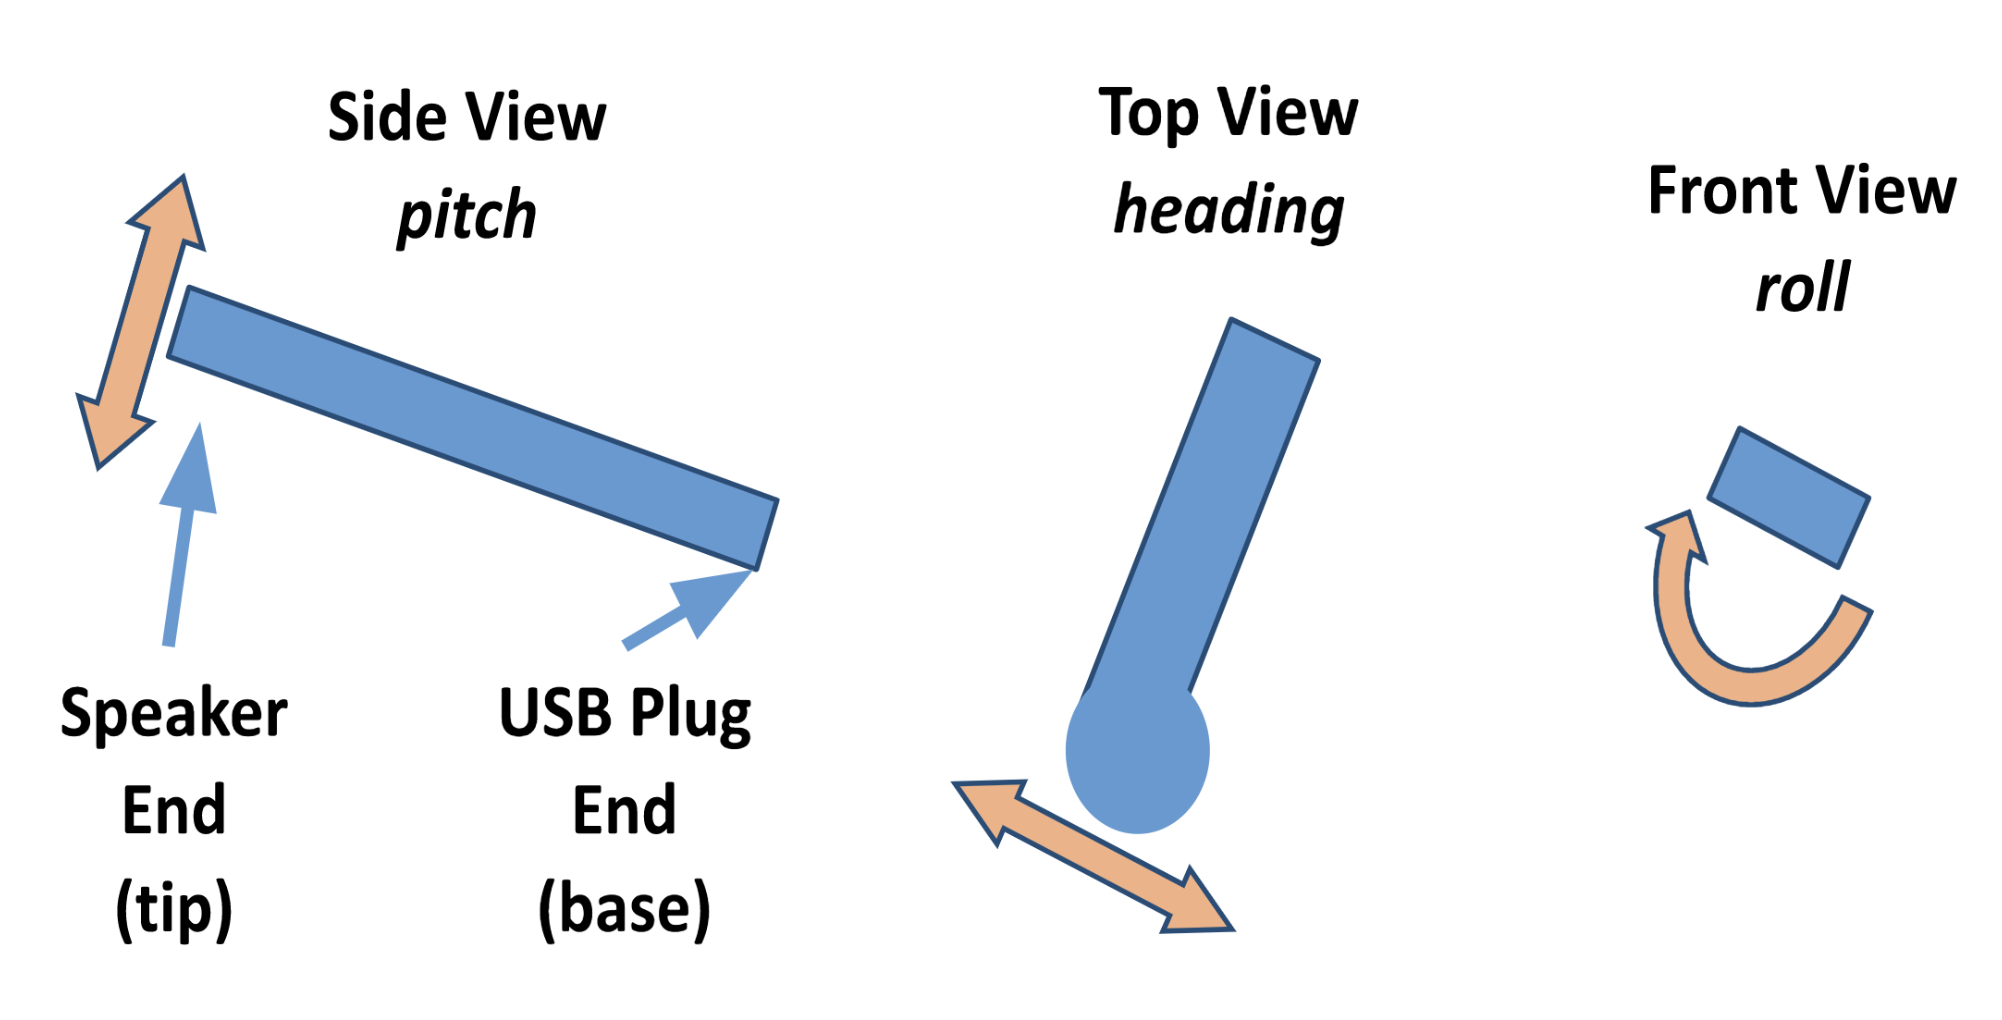 Side View
pitch
Top View
heading
Front View
roll
Speaker
End
(tip)
USB Plug
End
(base)